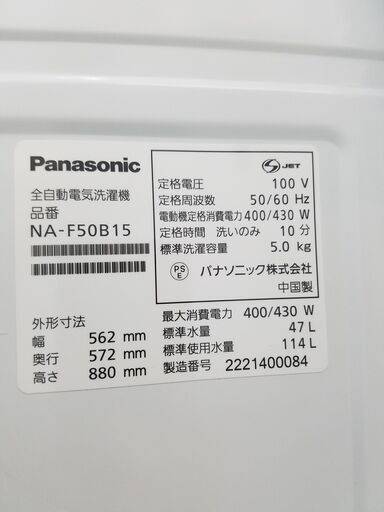 Panasonic
全自動電気洗濯機
品番
NA-F50B15
外形寸法
幅 562 mm
奥行 572 mm
高さ 880 mm
S JET
定格電圧 100 V
定格周波数 50/60 Hz
電動機定格消費電力 400/430 W
定格時間 洗いのみ 10 分
標準洗濯容量 5.0 kg
PS E パナソニック株式会社
中国製
最大消費電力 400/430 W
標準水量 47 L
標準使用水量 114 L
製造番号 2221400084